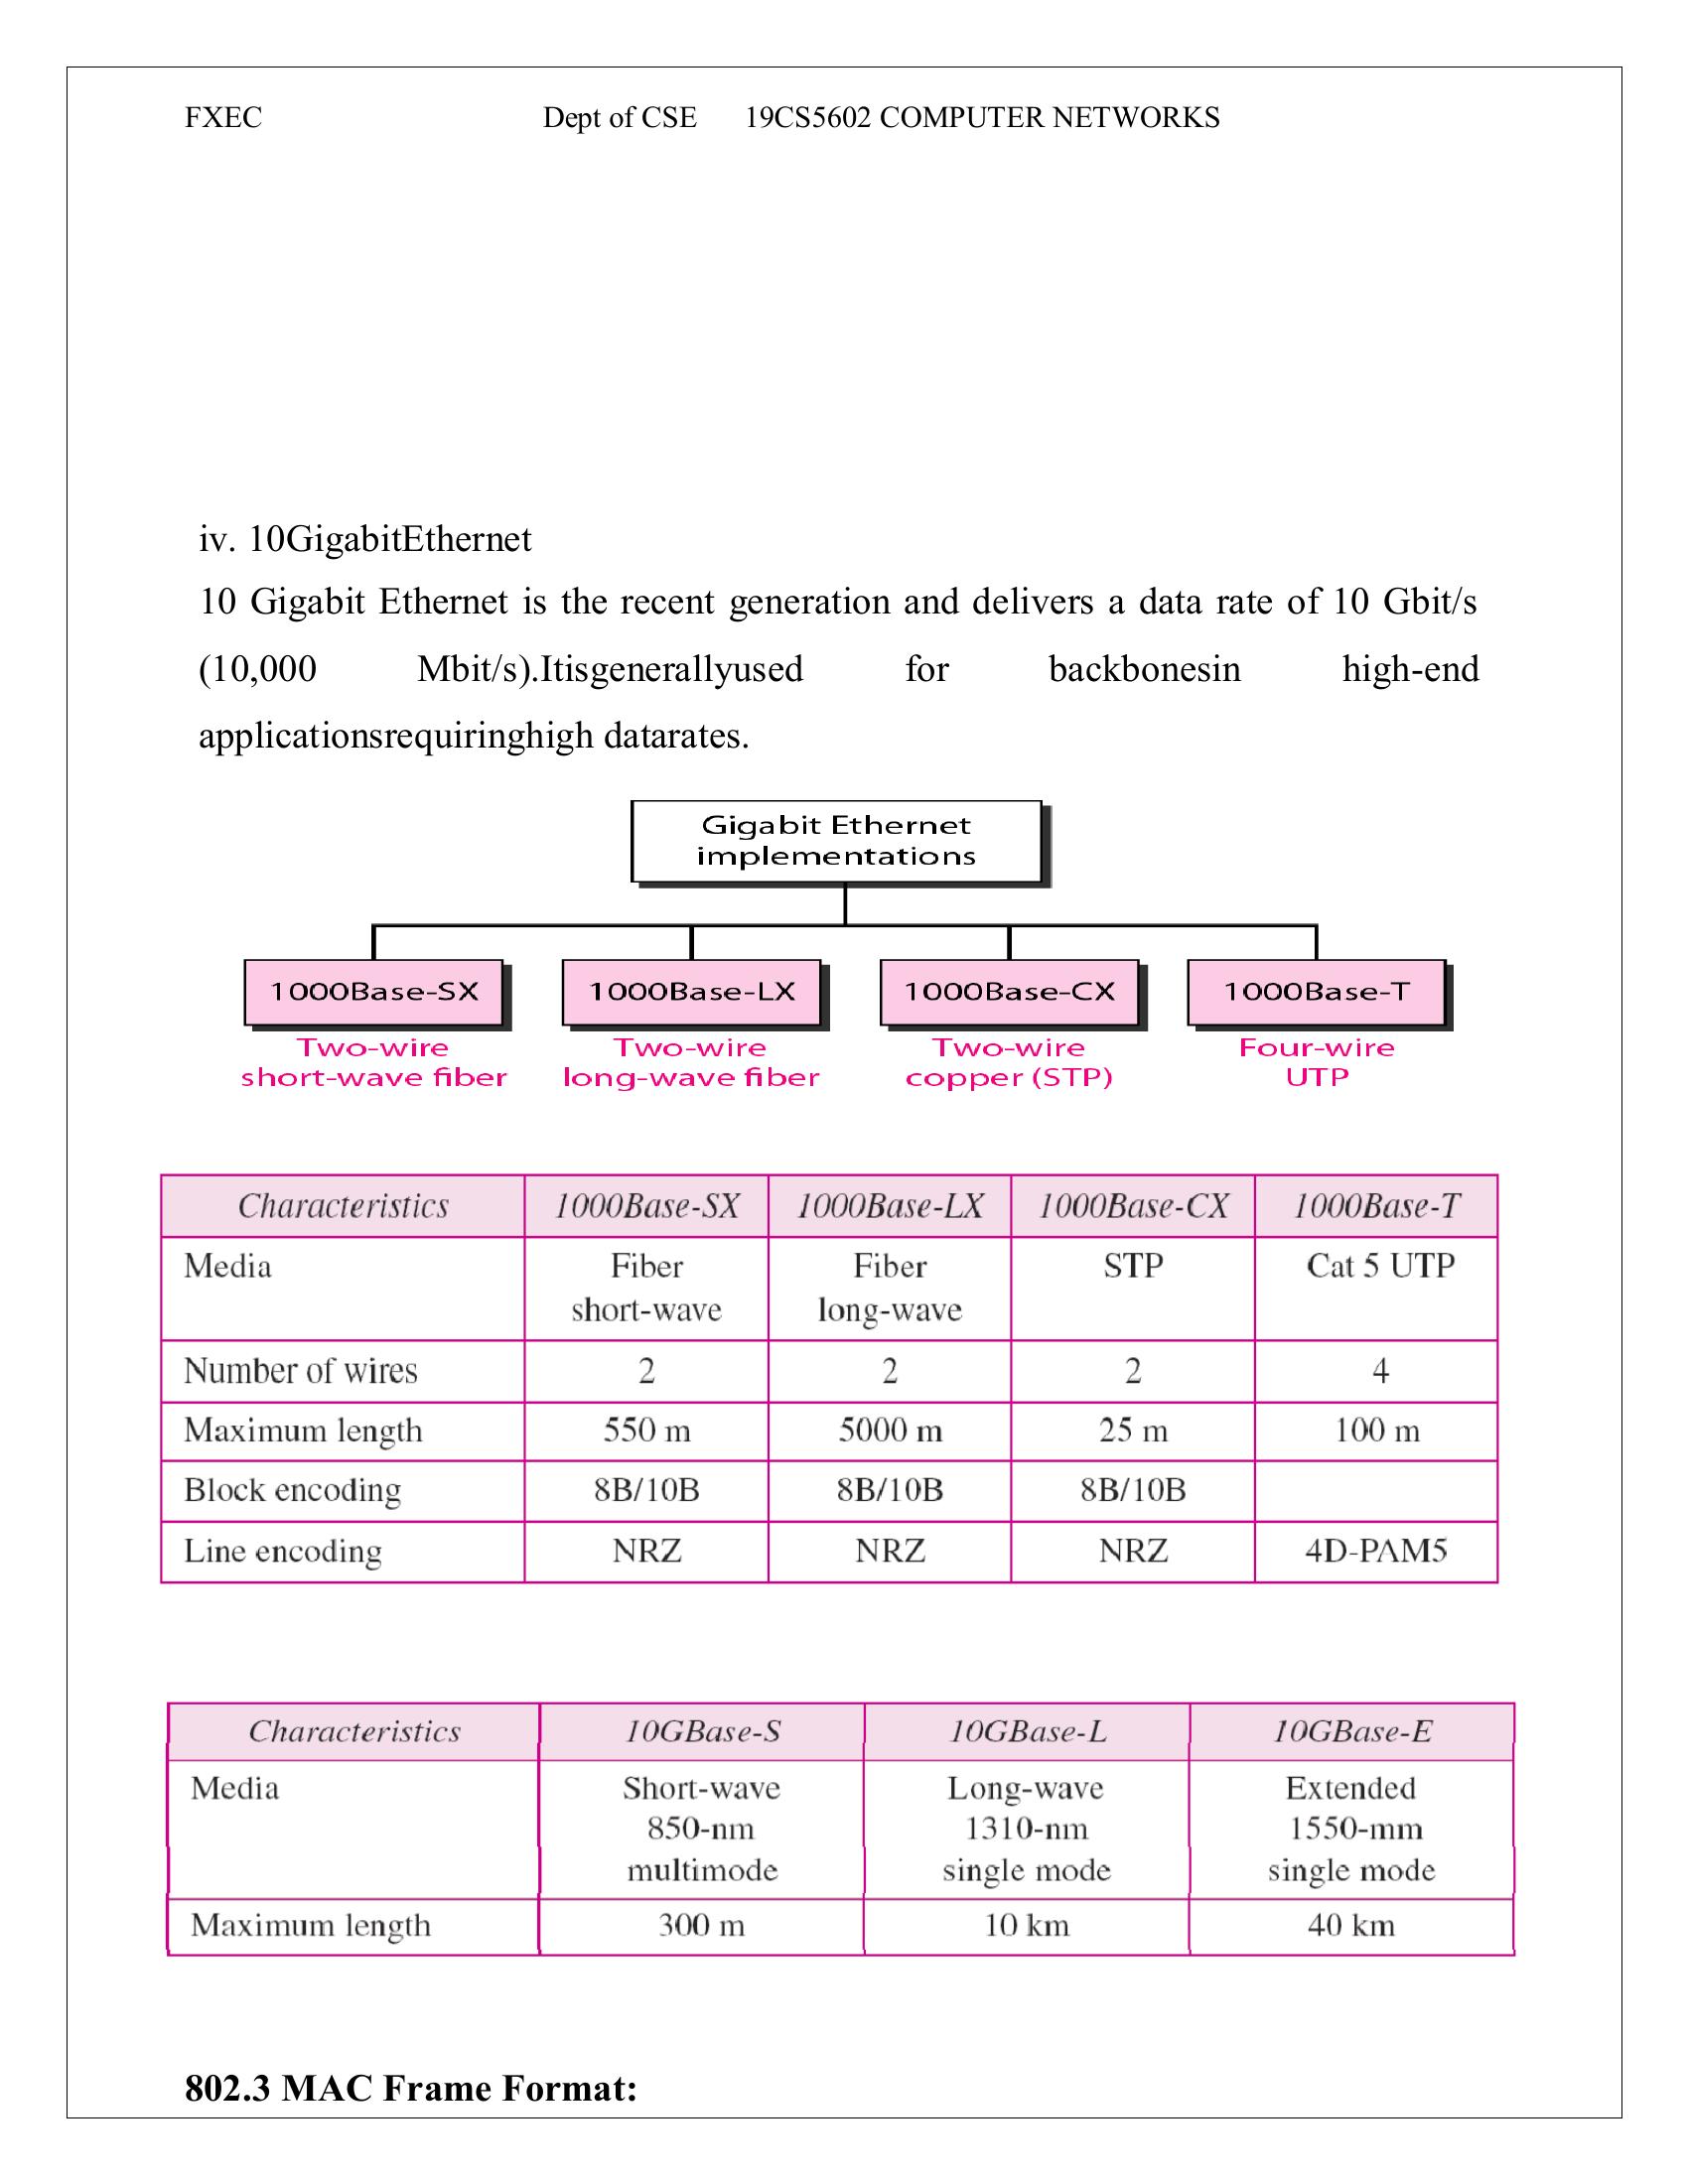 FXEC Dept of CSE 19CS5602 COMPUTER NETWORKS
iv. 10GigabitEthernet
10 Gigabit Ethernet is the recent generation and delivers a data rate of 10 Gbit/s
(10,000 Mbit/s).Itisgenerallyused for backbonesin high-end
applicationsrequiringhigh datarates.
Gigabit Ethernet
implementations
1000Base-SX 1000Base-LX 1000Base-CX 1000Base-T
Two-wire Two-wire Two-wire Four-wire
short-wave fiber long-wave fiber copper (STP) UTP
Characteristics 1000Base-SX 1000Base-LX 1000Base-CX 1000Base-T
Media Fiber Fiber STP Cat 5 UTP
short-wave long-wave
Number of wires 2 2 2 4
Maximum length 550 m 5000 m 25 m 100 m
Block encoding 8B/10B 8B/10B 8B/10B
Line encoding NRZ NRZ NRZ 4D-PAM5
Characteristics 10GBase-S 10GBase-L 10GBase-E
Media Short-wave Long-wave Extended
850-nm 1310-nm 1550-mm
multimode single mode single mode
Maximum length 300 m 10 km 40 km
802.3 MAC Frame Format: